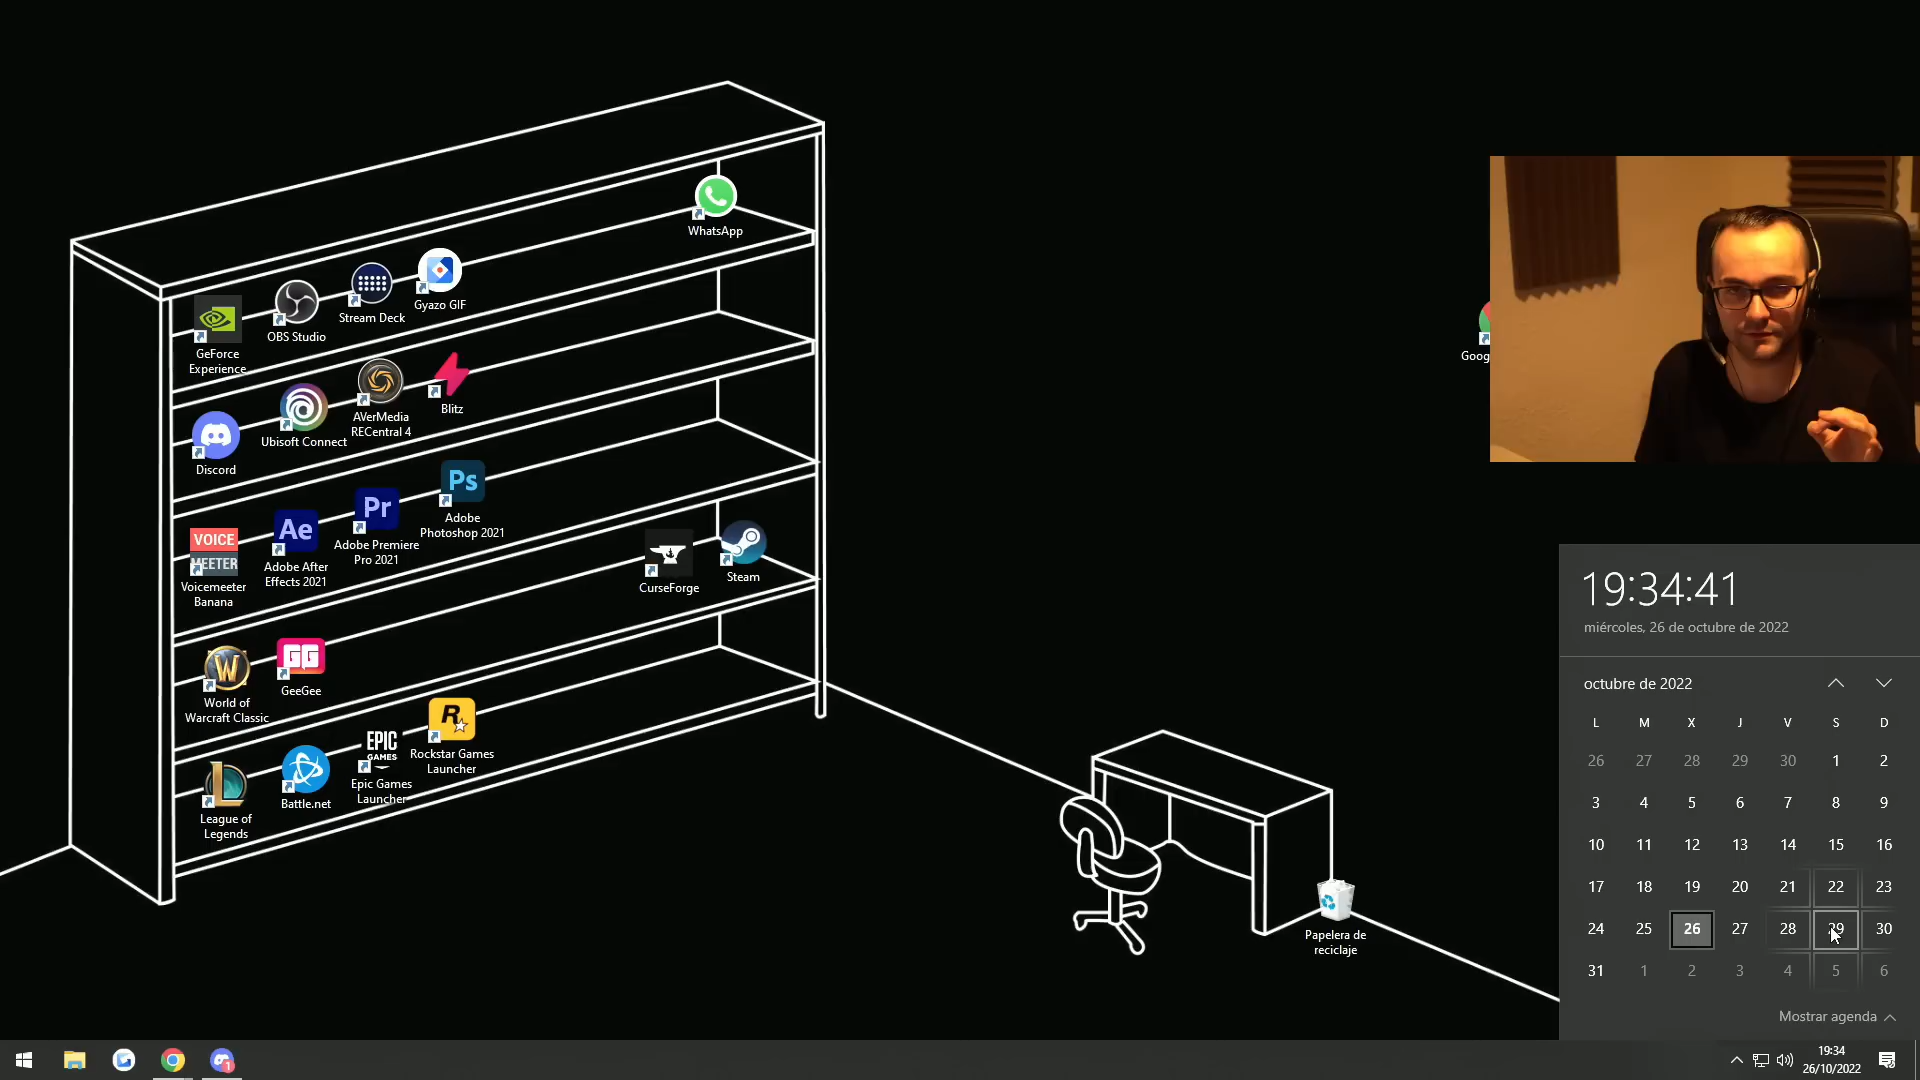 WhatsApp
GeForce
Experience
OBS Studio
Stream Deck
Gyazo GIF
Discord
Ubisoft Connect
AVerMedia
RECentral 4
Blitz
VOICE
MEETER
Voicemeeter
Banana
Ae
Adobe After
Effects 2021
Pr
Adobe Premiere
Pro 2021
Ps
Adobe
Photoshop 2021
CurseForge
Steam
W
World of
Warcraft Classic
GG
GeeGee
L
League of
Legends
Battle.net
EPIC
GAMES
Epic Games
Launcher
R
Rockstar Games
Launcher
Goog
Papelera de
reciclaje
19:34:41
miércoles, 26 de octubre de 2022
octubre de 2022
L M X J V S D
26 27 28 29 30 1 2
3 4 5 6 7 8 9
10 11 12 13 14 15 16
17 18 19 20 21 22 23
24 25 26 27 28 29 30
31 1 2 3 4 5 6
Mostrar agenda
1
19:34
26/10/2022